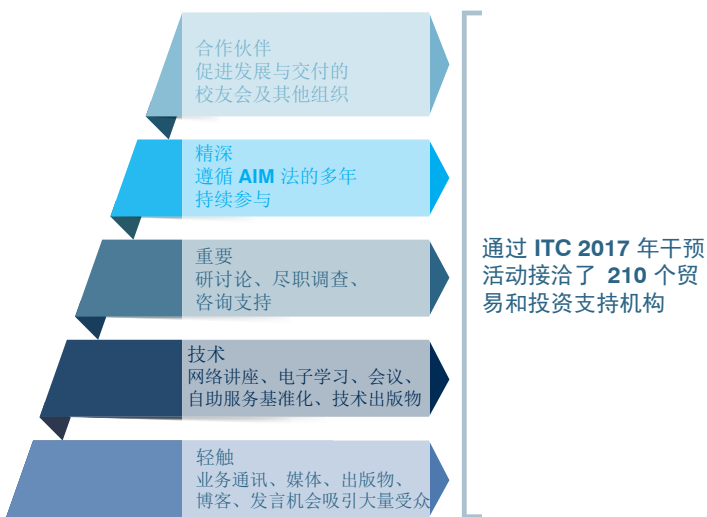 合作伙伴
促进发展与交付的
校友会及其他组织
精深
遵循 AIM 法的多年
持续参与
重要
研讨论、尽职调查、
咨询支持
技术
网络讲座、电子学习、会议、
自助服务基准化、技术出版物
轻触
业务通讯、媒体、出版物、
博客、发言机会吸引大量受众
通过 ITC 2017 年干预
活动接洽了 210 个贸
易和投资支持机构